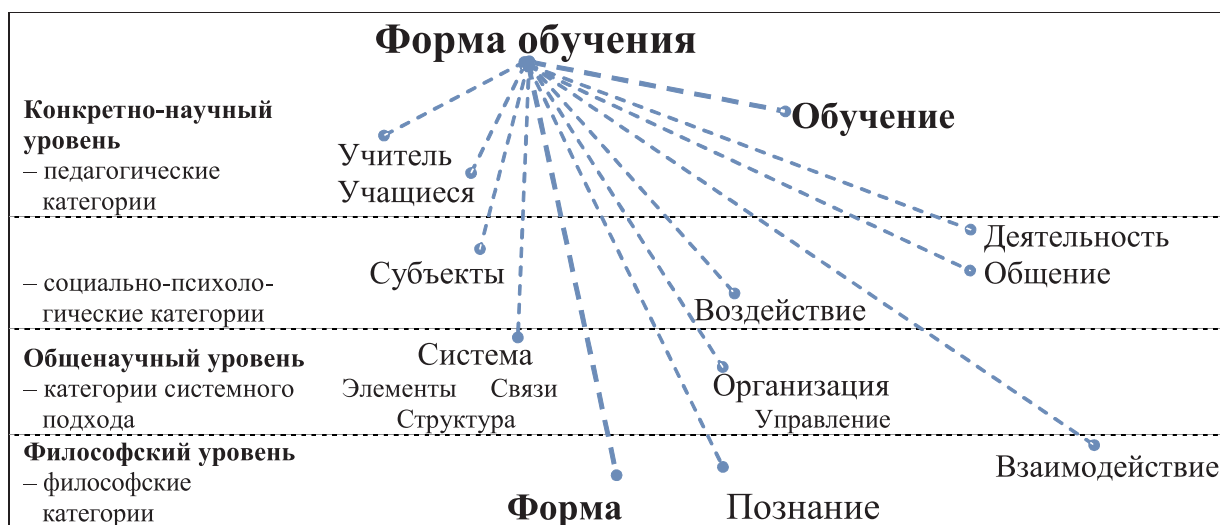 Форма обучения
Конкретно-научный
уровень
– педагогические
категории
Обучение
Учитель
Учащиеся
– социально-психоло-
гические категории
Субъекты
Деятельность
Общение
Воздействие
Общенаучный уровень
– категории системного
подхода
Система
Элементы Связи
Структура
Организация
Управление
Философский уровень
– философские
категории
Форма
Познание
Взаимодействие